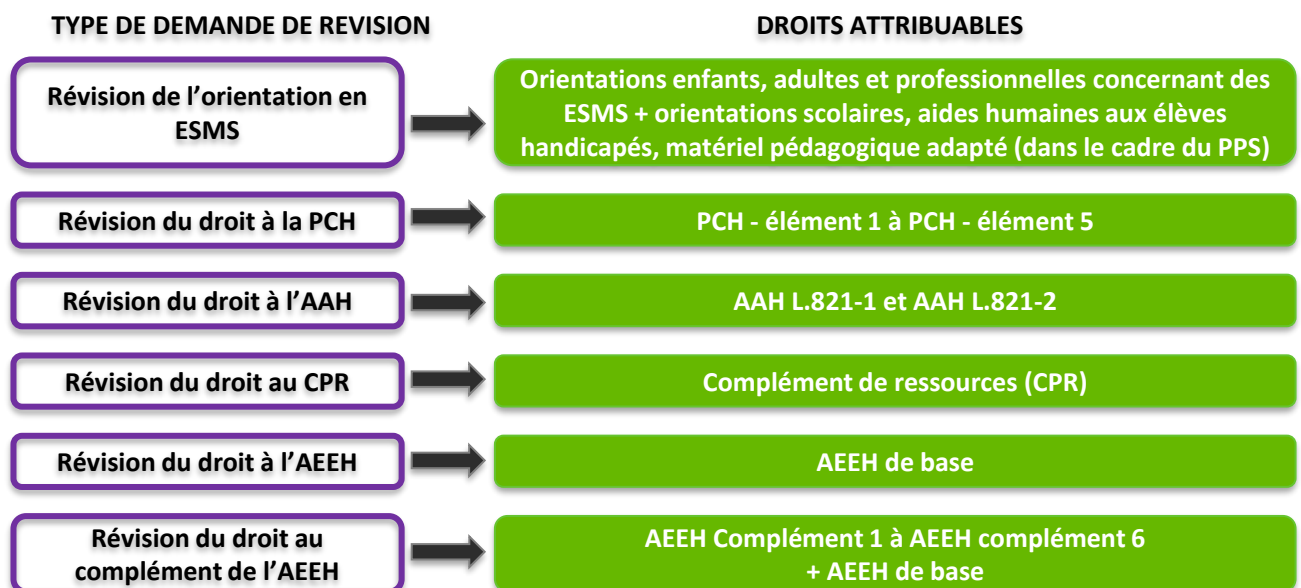 TYPE DE DEMANDE DE REVISION
DROITS ATTRIBUABLES
Révision de l’orientation en
ESMS
Orientations enfants, adultes et professionnelles concernant des
ESMS + orientations scolaires, aides humaines aux élèves
handicapés, matériel pédagogique adapté (dans le cadre du PPS)
Révision du droit à la PCH
PCH - élément 1 à PCH - élément 5
Révision du droit à l’AAH
AAH L.821-1 et AAH L.821-2
Révision du droit au CPR
Complément de ressources (CPR)
Révision du droit à l’AEEH
AEEH de base
Révision du droit au
complément de l’AEEH
AEEH Complément 1 à AEEH complément 6
+ AEEH de base